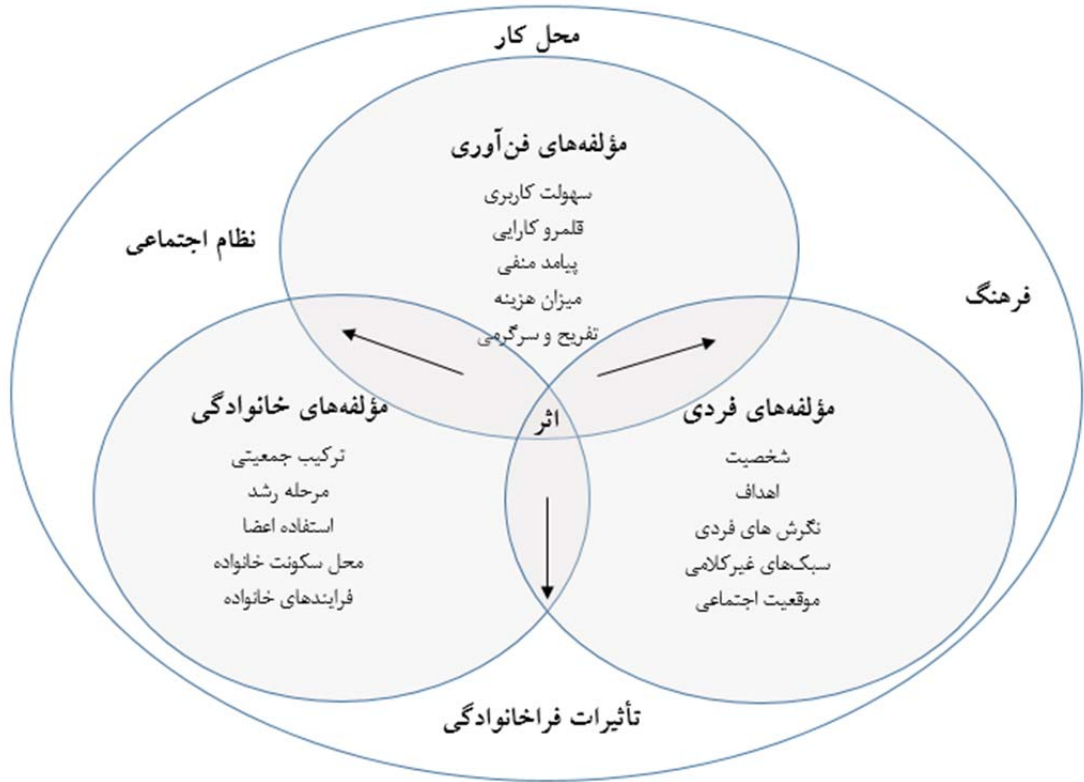 محل کار
مؤلفه‌های فن‌آوری
سهولت کاربری
قلمرو کارایی
پیامد منفی
میزان هزینه
تفریح و سرگرمی
نظام اجتماعی
فرهنگ
مؤلفه‌های فردی
شخصیت
اهداف
نگرش های فردی
سبک‌های غیرکلامی
موقعیت اجتماعی
اثر
مؤلفه‌های خانوادگی
ترکیب جمعیتی
مرحله رشد
استفاده اعضا
محل سکونت خانواده
فرایندهای خانواده
تأثیرات فراخانوادگی